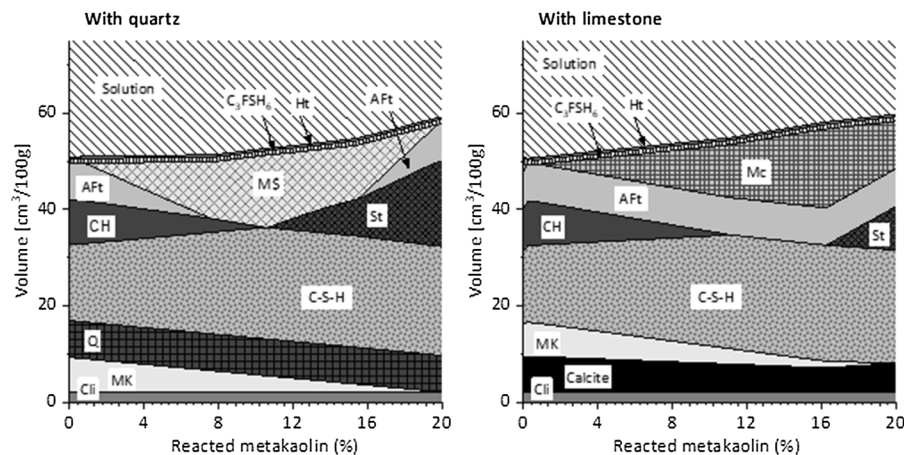 With quartz
Volume [cm³/100g]
60
40
20
0
Solution
C₃FSH₆
Ht
AFt
AFt
MS
CH
St
C-S-H
Q
MK
Cli
0
4
8
12
16
20
Reacted metakaolin (%)
With limestone
Volume [cm³/100g]
60
40
20
0
Solution
C₃FSH₆
Ht
Mc
AFt
CH
St
C-S-H
MK
Calcite
Cli
0
4
8
12
16
20
Reacted metakaolin (%)